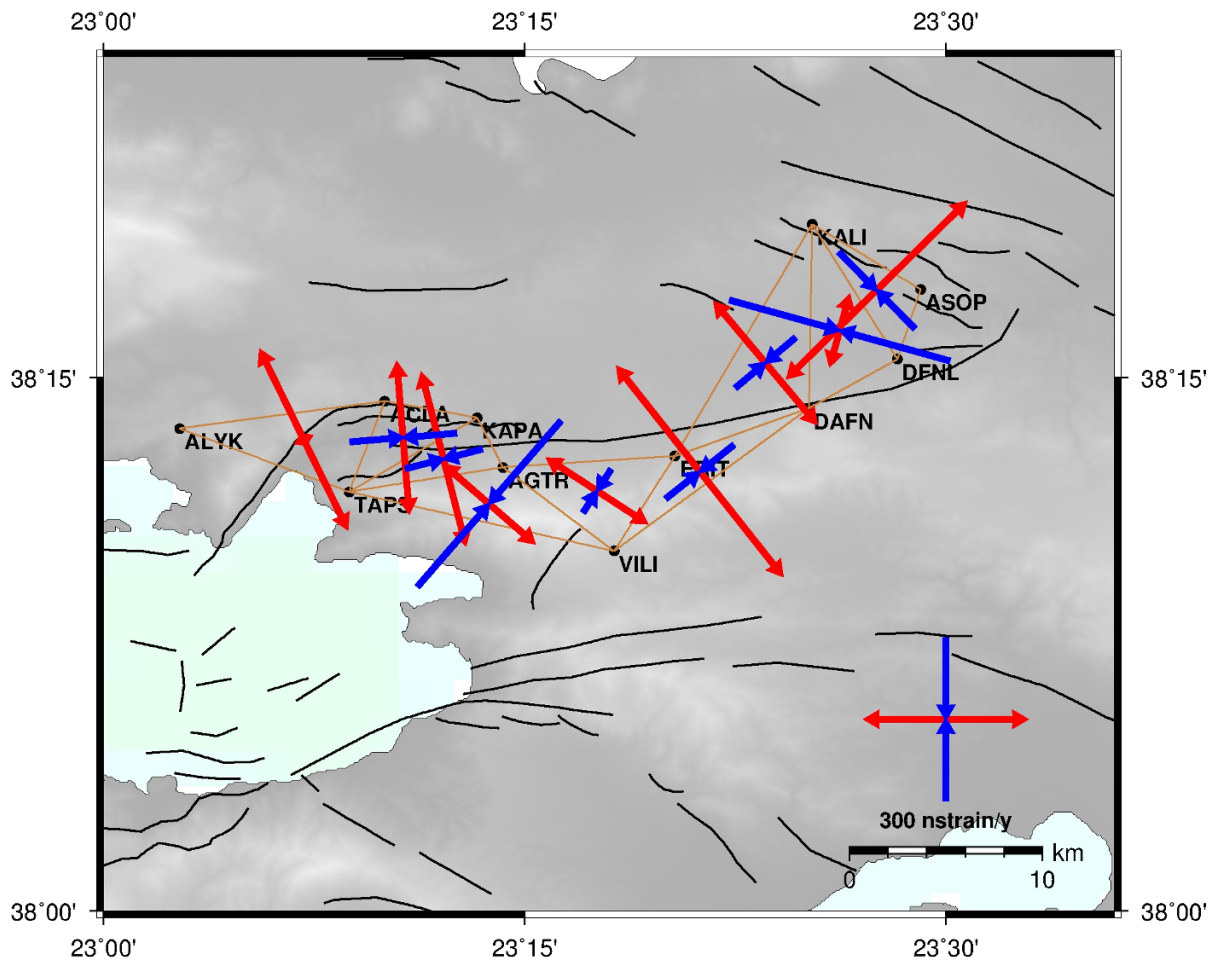 23°00' 23°15' 23°30'
KALI
ASOP
38°15'
38°15'
DFNL
ACLA
DAFN
KAPA
ALYK
AGTR
TAPS
VILI
300 nstrain/y
km
0 10
38°00'
38°00'
23°00' 23°15' 23°30'